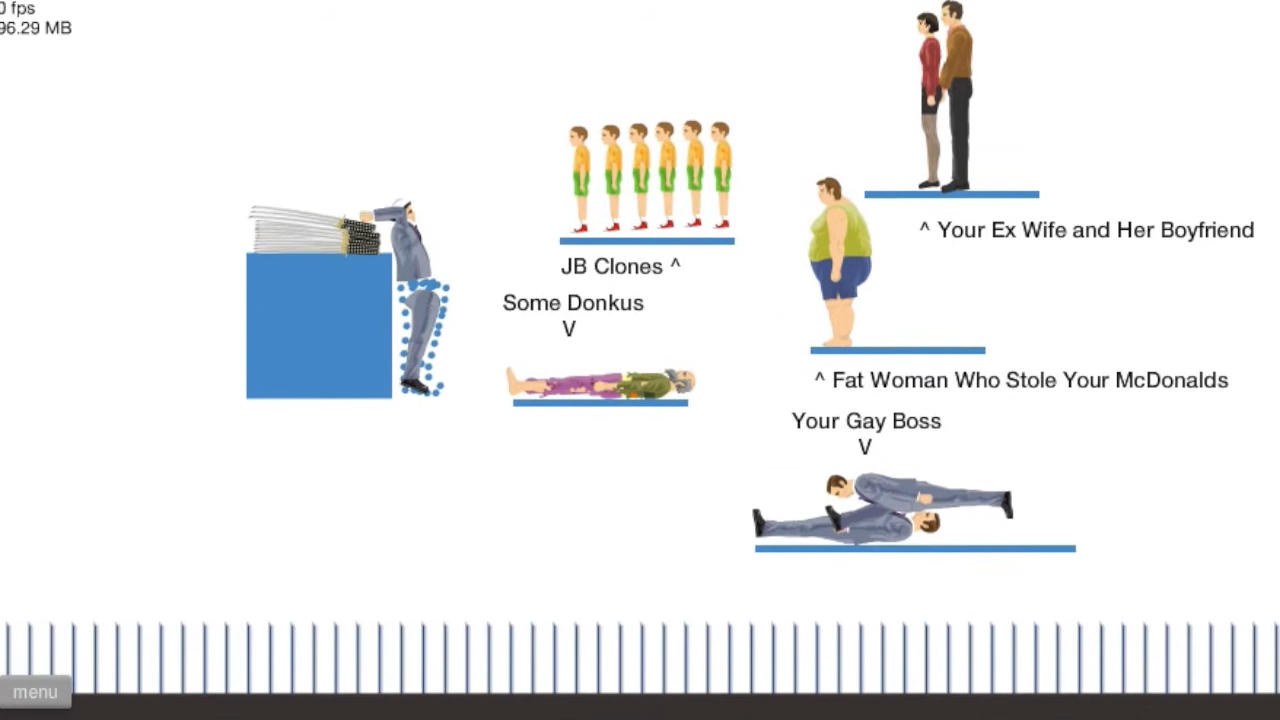 0 fps
96.29 MB
^ Your Ex Wife and Her Boyfriend
JB Clones ^
Some Donkus
V
^ Fat Woman Who Stole Your McDonalds
Your Gay Boss
V
menu